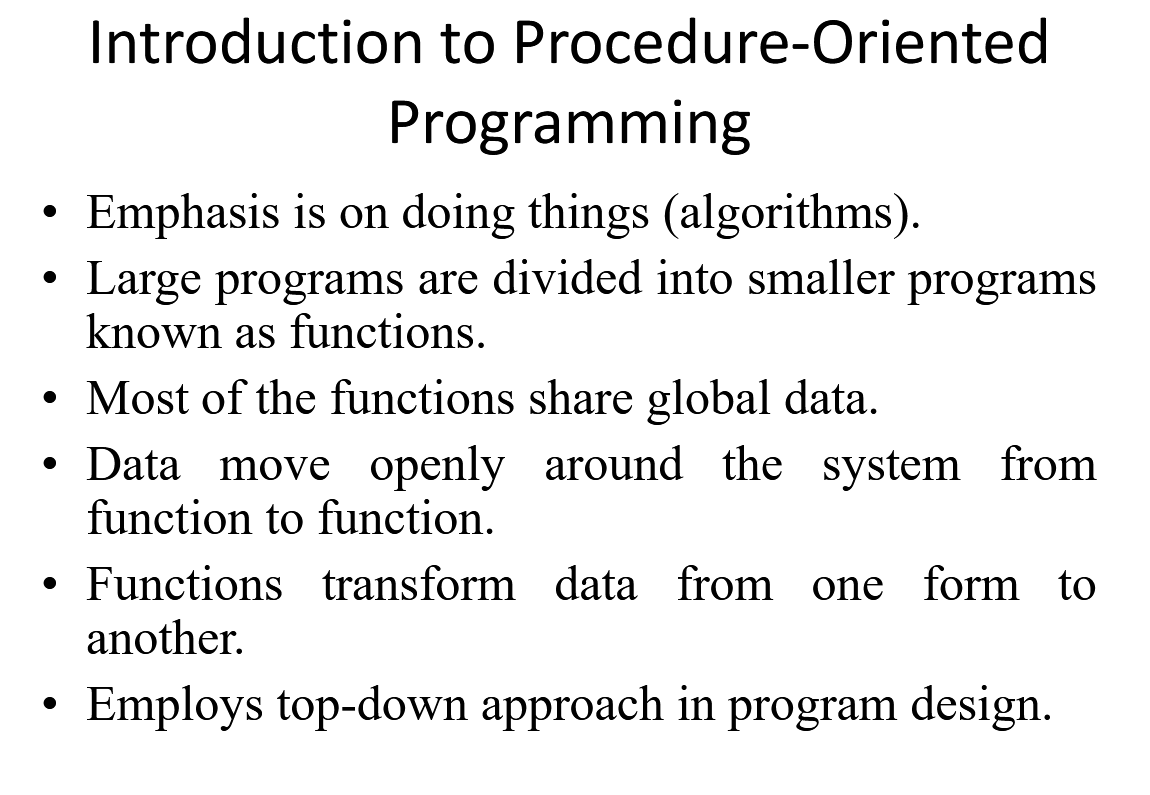 Introduction to Procedure-Oriented
Programming
• Emphasis is on doing things (algorithms).
• Large programs are divided into smaller programs
known as functions.
• Most of the functions share global data.
• Data move openly around the system from
function to function.
• Functions transform data from one form to
another.
• Employs top-down approach in program design.